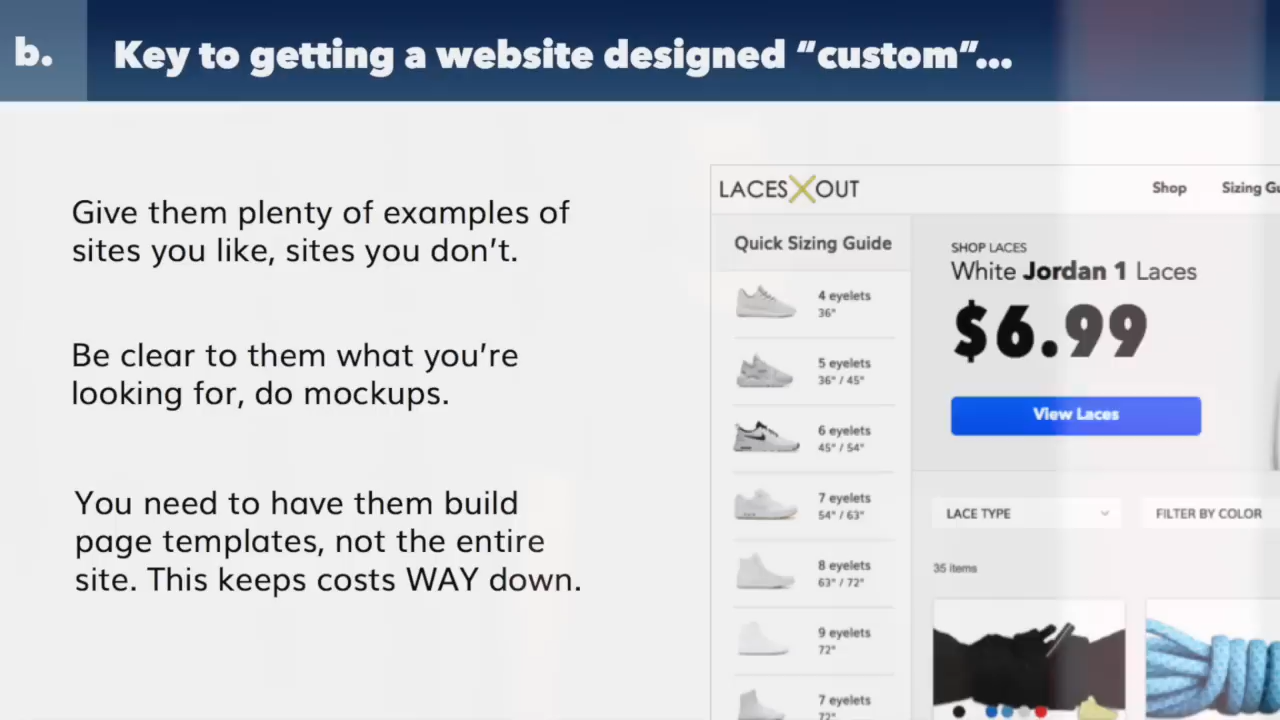 b.
Key to getting a website designed “custom”...
Give them plenty of examples of
sites you like, sites you don’t.
Be clear to them what you’re
looking for, do mockups.
You need to have them build
page templates, not the entire
site. This keeps costs WAY down.
LACES OUT
Shop
Sizing Gu
Quick Sizing Guide
4 eyelets
36"
5 eyelets
36" / 45"
6 eyelets
45" / 54"
7 eyelets
54" / 63"
8 eyelets
63" / 72"
9 eyelets
72"
7 eyelets
72"
SHOP LACES
White Jordan 1 Laces
$6.99
View Laces
LACE TYPE
FILTER BY COLOR
35 items